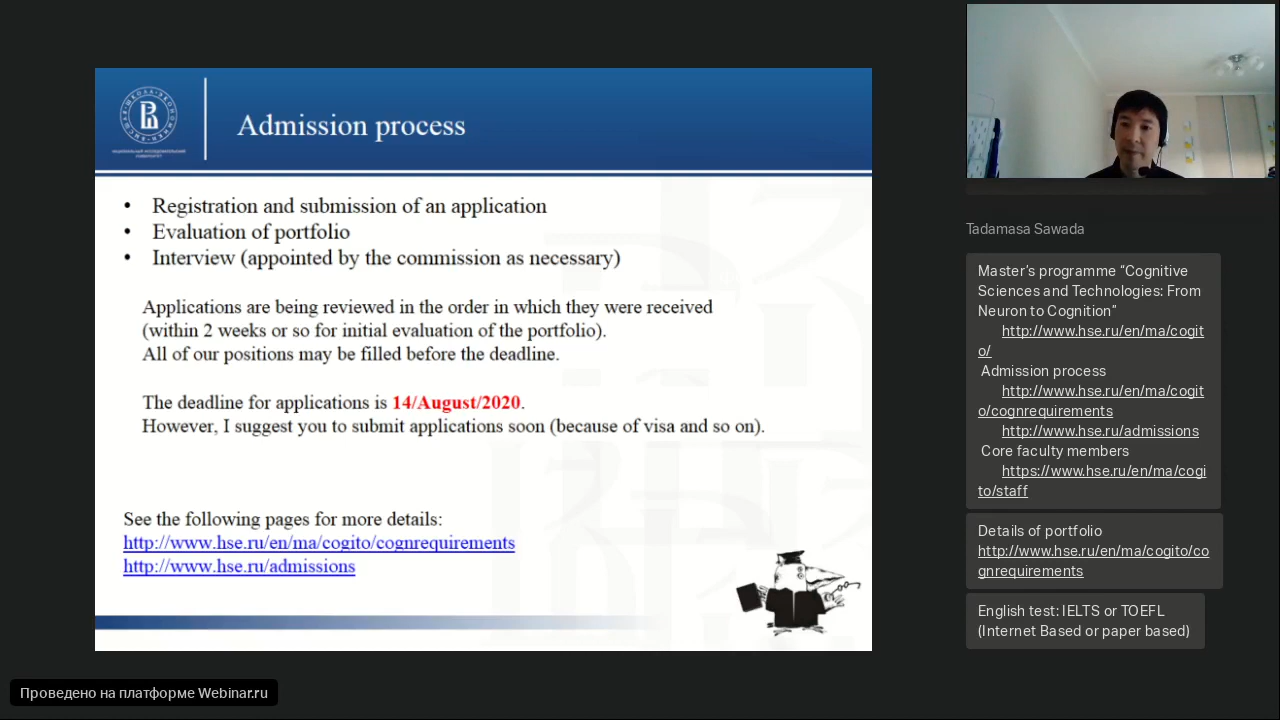 ВЫСШАЯ ШКОЛА ЭКОНОМИКИ
НАЦИОНАЛЬНЫЙ ИССЛЕДОВАТЕЛЬСКИЙ
УНИВЕРСИТЕТ
Admission process
• Registration and submission of an application
• Evaluation of portfolio
• Interview (appointed by the commission as necessary)
Applications are being reviewed in the order in which they were received
(within 2 weeks or so for initial evaluation of the portfolio).
All of our positions may be filled before the deadline.
The deadline for applications is 14/August/2020.
However, I suggest you to submit applications soon (because of visa and so on).
See the following pages for more details:
http://www.hse.ru/en/ma/cogito/cognrequirements
http://www.hse.ru/admissions
Tadamasa Sawada
Master's programme “Cognitive
Sciences and Technologies: From
Neuron to Cognition”
http://www.hse.ru/en/ma/cogit
o/
Admission process
http://www.hse.ru/en/ma/cogit
o/cognrequirements
http://www.hse.ru/admissions
Core faculty members
https://www.hse.ru/en/ma/cogi
to/staff
Details of portfolio
http://www.hse.ru/en/ma/cogito/co
gnrequirements
English test: IELTS or TOEFL
(Internet Based or paper based)
Проведено на платформе Webinar.ru